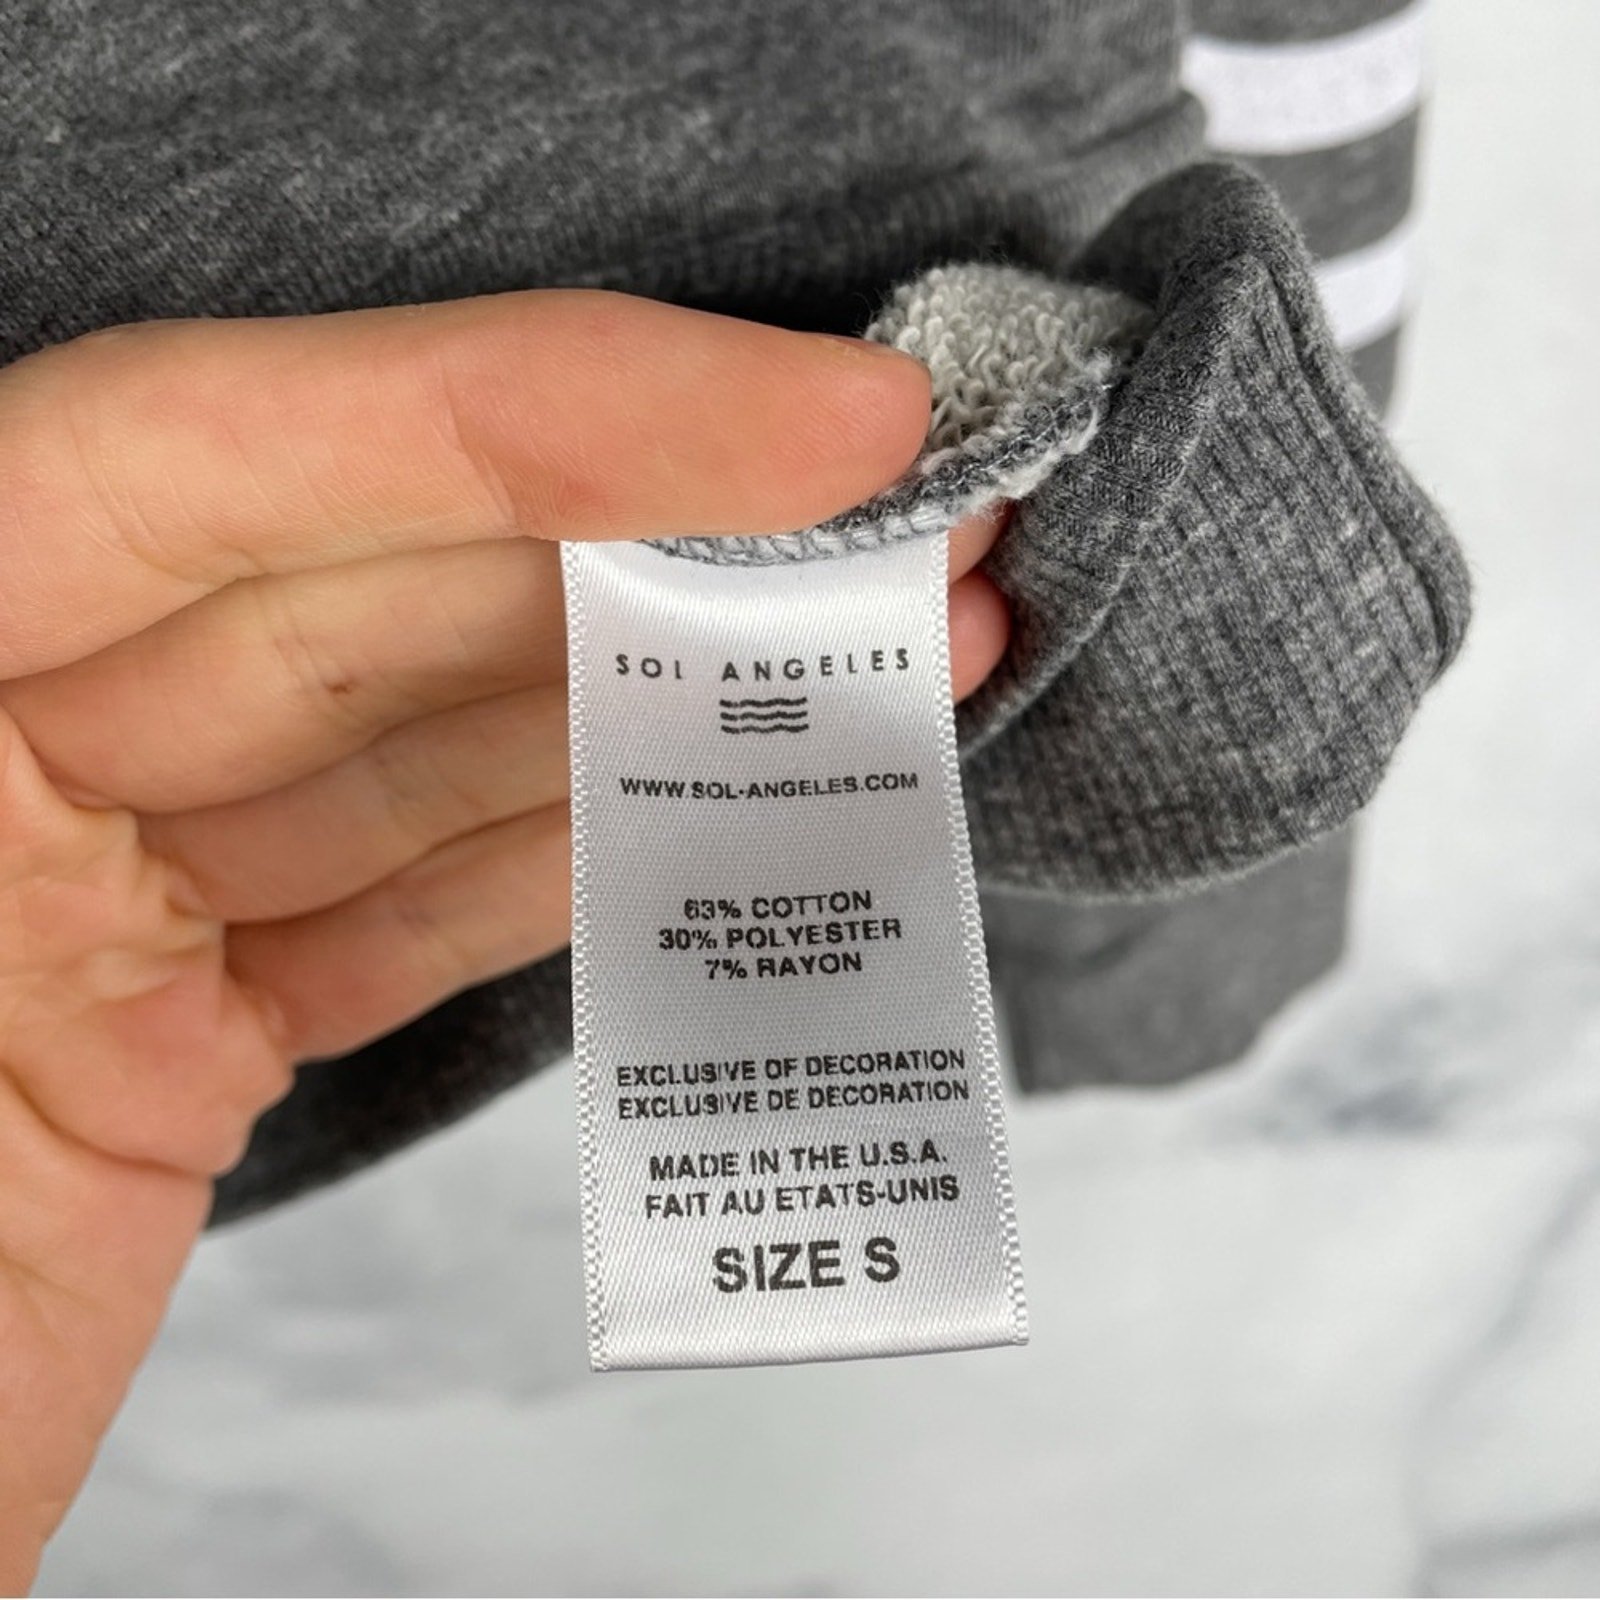 SOL ANGELES
WWW.SOL-ANGELES.COM
63% COTTON
30% POLYESTER
7% RAYON
EXCLUSIVE OF DECORATION
EXCLUSIVE DE DECORATION
MADE IN THE U.S.A.
FAIT AU ETATS-UNIS
SIZE S